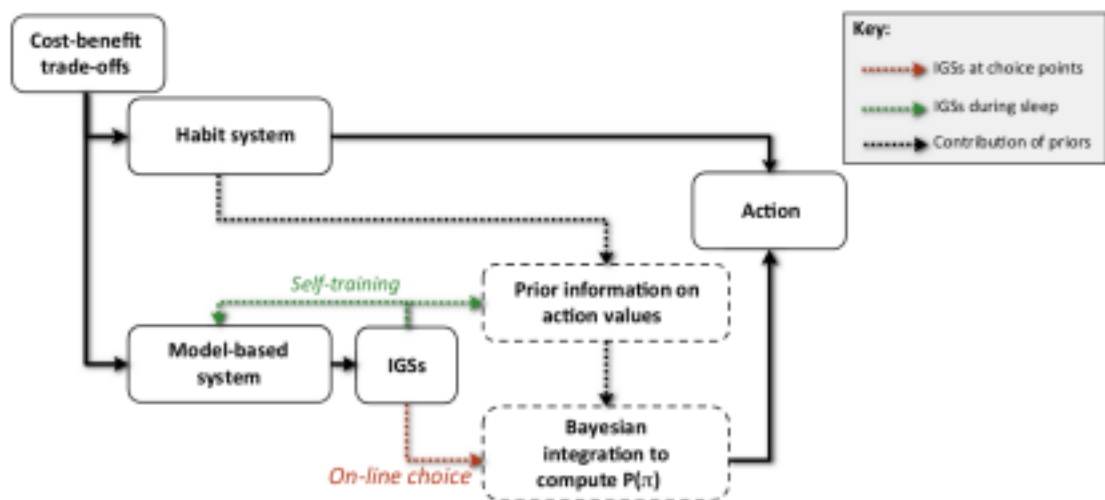 Cost-benefit
trade-offs
Key:
IGSs at choice points
IGSs during sleep
Contribution of priors
Habit system
Action
Self-training
Prior information on
action values
Model-based
system
IGSs
Bayesian
integration to
compute P(π)
On-line choice